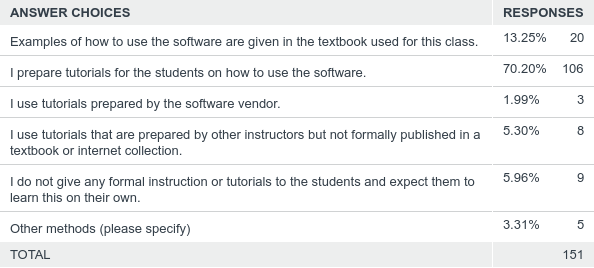 ANSWER CHOICES RESPONSES
Examples of how to use the software are given in the textbook used for this class. 13.25% 20
I prepare tutorials for the students on how to use the software. 70.20% 106
I use tutorials prepared by the software vendor. 1.99% 3
I use tutorials that are prepared by other instructors but not formally published in a 5.30% 8
textbook or internet collection.
I do not give any formal instruction or tutorials to the students and expect them to 5.96% 9
learn this on their own.
Other methods (please specify) 3.31% 5
TOTAL 151